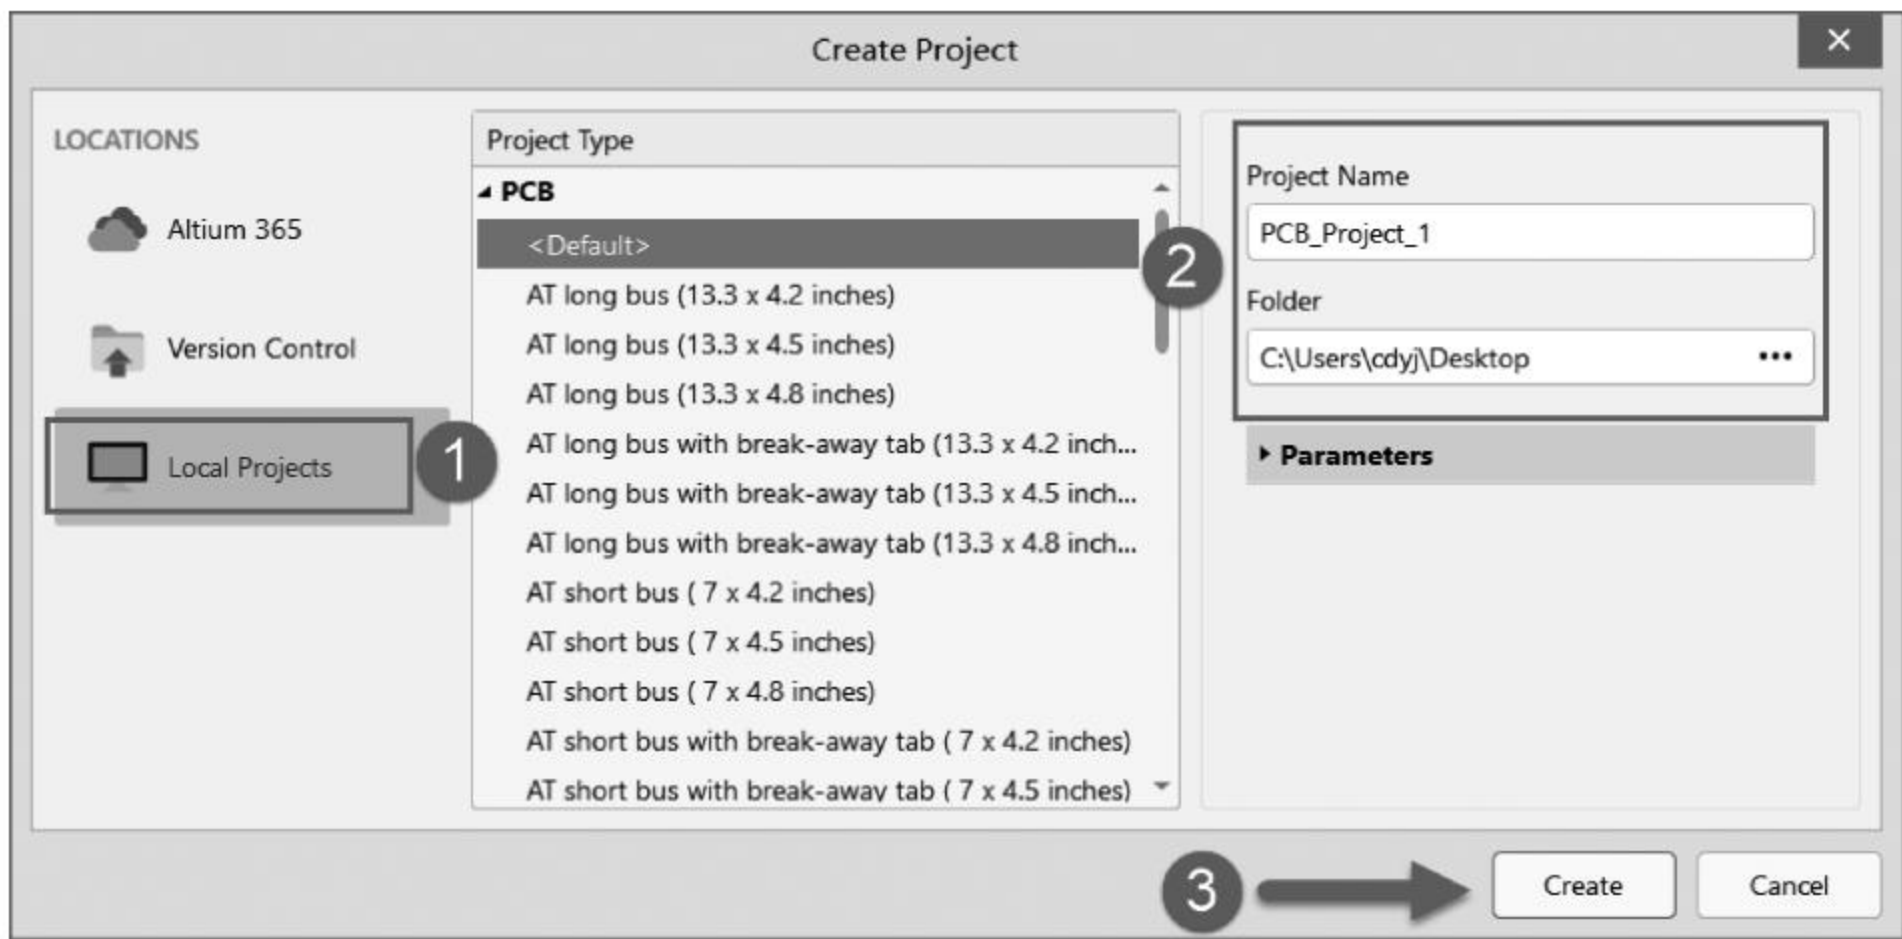 Create Project
LOCATIONS
Altium 365
Version Control
Local Projects
1
Project Type
PCB
<Default>
AT long bus (13.3 x 4.2 inches)
AT long bus (13.3 x 4.5 inches)
AT long bus (13.3 x 4.8 inches)
AT long bus with break-away tab (13.3 x 4.2 inch...
AT long bus with break-away tab (13.3 x 4.5 inch...
AT long bus with break-away tab (13.3 x 4.8 inch...
AT short bus ( 7 x 4.2 inches)
AT short bus ( 7 x 4.5 inches)
AT short bus ( 7 x 4.8 inches)
AT short bus with break-away tab ( 7 x 4.2 inches)
AT short bus with break-away tab ( 7 x 4.5 inches)
2
Project Name
PCB_Project_1
Folder
C:\Users\cdyj\Desktop ...
Parameters
3
Create
Cancel